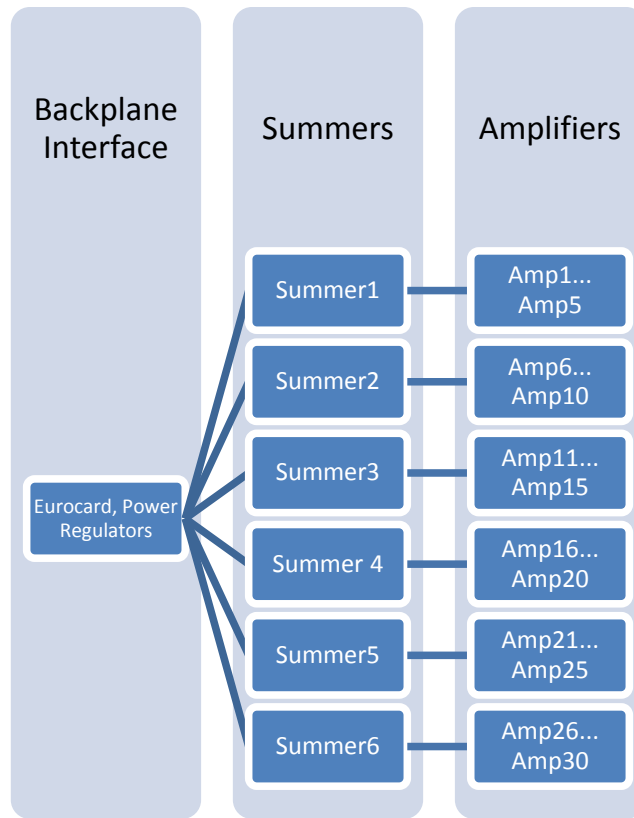 Backplane
Interface
Summers
Amplifiers
Eurocard, Power
Regulators
Summer1
Amp1...
Amp5
Summer2
Amp6...
Amp10
Summer3
Amp11...
Amp15
Summer 4
Amp16...
Amp20
Summer5
Amp21...
Amp25
Summer6
Amp26...
Amp30